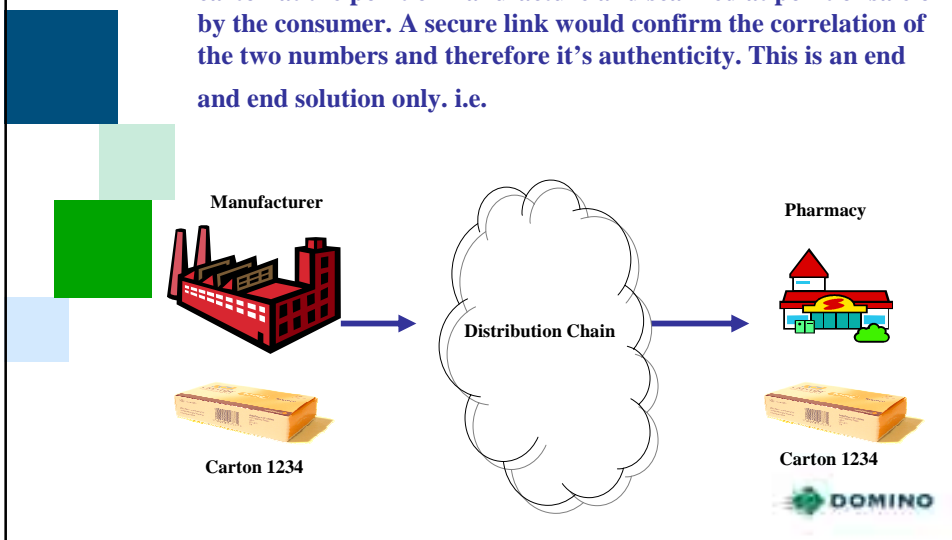 by the consumer. A secure link would confirm the correlation of
the two numbers and therefore it's authenticity. This is an end
and end solution only. i.e.
Manufacturer
Pharmacy
Distribution Chain
Carton 1234
Carton 1234
DOMINO